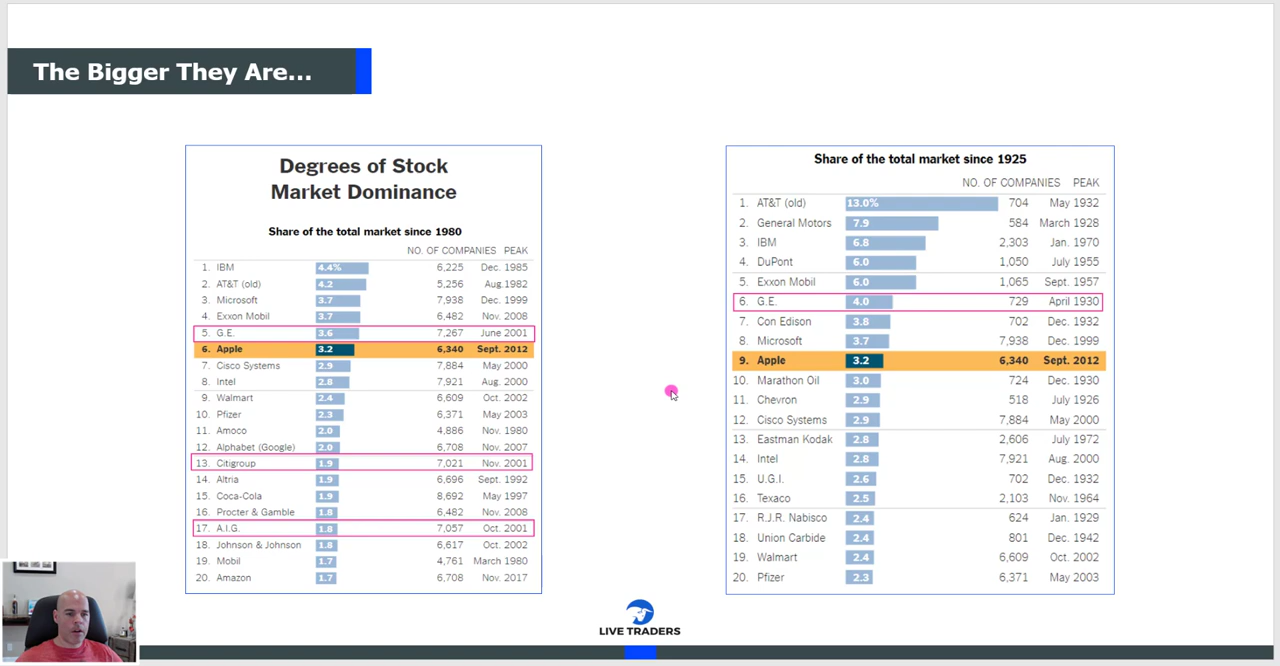 The Bigger They Are...
Degrees of Stock
Market Dominance
Share of the total market since 1980
NO. OF COMPANIES PEAK
1. IBM 4.4% 6,225 Dec. 1985
2. AT&T (old) 4.2 5,256 Aug.1982
3. Microsoft 3.7 7,938 Dec. 1999
4. Exxon Mobil 3.7 6,482 Nov. 2008
5. G.E. 3.6 7,267 June 2001
6. Apple 3.2 6,340 Sept. 2012
7. Cisco Systems 2.9 7,884 May 2000
8. Intel 2.8 7,921 Aug. 2000
9. Walmart 2.4 6,609 Oct. 2002
10. Pfizer 2.3 6,371 May 2003
11. Amoco 2.0 4,886 Nov. 1980
12. Alphabet (Google) 2.0 6,708 Nov. 2007
13. Citigroup 1.9 7,021 Nov. 2001
14. Altria 1.9 6,696 Sept. 1992
15. Coca-Cola 1.9 8,692 May 1997
16. Procter & Gamble 1.8 6,482 Nov. 2008
17. A.I.G. 1.8 7,057 Oct. 2001
18. Johnson & Johnson 1.8 6,617 Oct. 2002
19. Mobil 1.7 4,761 March 1980
20. Amazon 1.7 6,708 Nov. 2017
Share of the total market since 1925
NO. OF COMPANIES PEAK
1. AT&T (old) 13.0% 704 May 1932
2. General Motors 7.9 584 March 1928
3. IBM 6.8 2,303 Jan. 1970
4. DuPont 6.0 1,050 July 1955
5. Exxon Mobil 6.0 1,065 Sept. 1957
6. G.E. 4.0 729 April 1930
7. Con Edison 3.8 702 Dec. 1932
8. Microsoft 3.7 7,938 Dec. 1999
9. Apple 3.2 6,340 Sept. 2012
10. Marathon Oil 3.0 724 Dec. 1930
11. Chevron 2.9 518 July 1926
12. Cisco Systems 2.9 7,884 May 2000
13. Eastman Kodak 2.8 2,606 July 1972
14. Intel 2.8 7,921 Aug. 2000
15. U.G.I. 2.6 702 Dec. 1932
16. Texaco 2.5 2,103 Nov. 1964
17. R.J.R. Nabisco 2.4 624 Jan. 1929
18. Union Carbide 2.4 801 Dec. 1942
19. Walmart 2.4 6,609 Oct. 2002
20. Pfizer 2.3 6,371 May 2003
LIVE TRADERS